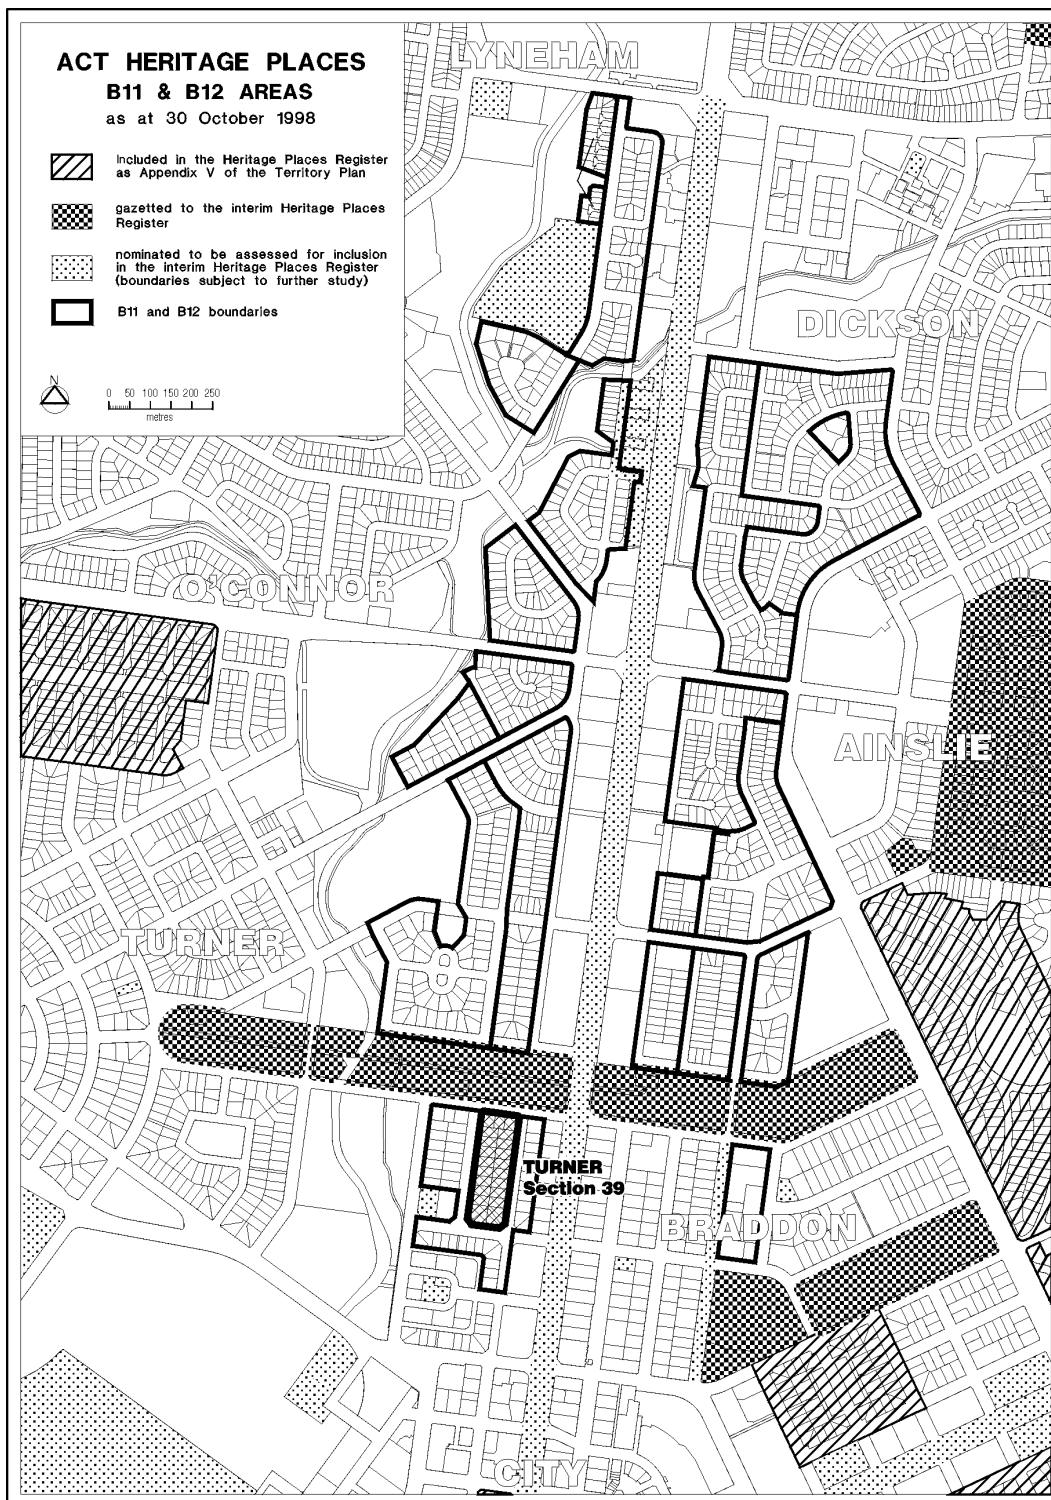 ACT HERITAGE PLACES
B11 & B12 AREAS
as at 30 October 1998
Included in the Heritage Places Register
as Appendix V of the Territory Plan
gazetted to the interim Heritage Places
Register
nominated to be assessed for inclusion
in the interim Heritage Places Register
(boundaries subject to further study)
B11 and B12 boundaries
N
0 50 100 150 200 250
metres
LYNEHAM
DICKSON
O'CONNOR
AINSLIE
TURNER
TURNER
Section 39
BRADDON
CITY